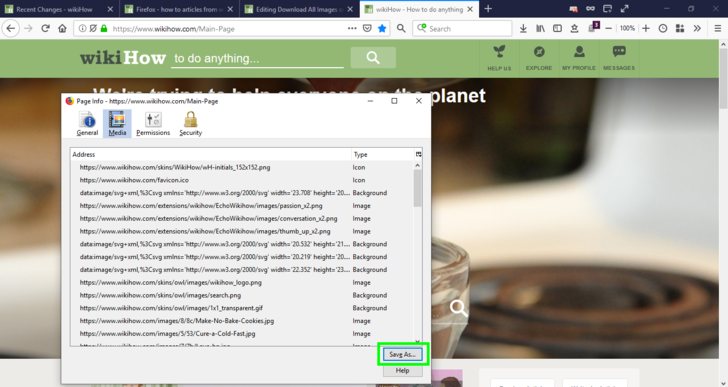 Recent Changes - wikiHow
Firefox - how to articles from w
Editing Download All Images a
wikiHow - How to do anything
https://www.wikihow.com/Main-Page
100%
Search
wikiHow to do anything...
HELP US
EXPLORE
MY PROFILE
MESSAGES
the planet
Page Info - https://www.wikihow.com/Main-Page
General
Media
Permissions
Security
Address Type
https://www.wikihow.com/skins/WikiHow/wH-initials_152x152.png Icon
https://www.wikihow.com/favicon.ico Icon
data:image/svg+xml,%3Csvg xmlns='http://www.w3.org/2000/svg' width='23.708' height='20.... Background
https://www.wikihow.com/extensions/wikihow/EchoWikihow/images/passion_x2.png Image
https://www.wikihow.com/extensions/wikihow/EchoWikihow/images/conversation_x2.png Image
https://www.wikihow.com/extensions/wikihow/EchoWikihow/images/thumb_up_x2.png Image
data:image/svg+xml,%3Csvg xmlns='http://www.w3.org/2000/svg' width='20.532' height='21.... Background
data:image/svg+xml,%3Csvg xmlns='http://www.w3.org/2000/svg' width='20.219' height='20.... Background
data:image/svg+xml,%3Csvg xmlns='http://www.w3.org/2000/svg' width='22.352' height='23.... Background
https://www.wikihow.com/skins/owl/images/wikihow_logo.png Image
https://www.wikihow.com/skins/owl/images/search.png Background
https://www.wikihow.com/skins/owl/images/1x1_transparent.gif Background
https://www.wikihow.com/images/8/8c/Make-No-Bake-Cookies.jpg Image
https://www.wikihow.com/images/5/53/Cure-a-Cold-Fast.jpg Image
Save As...
Help